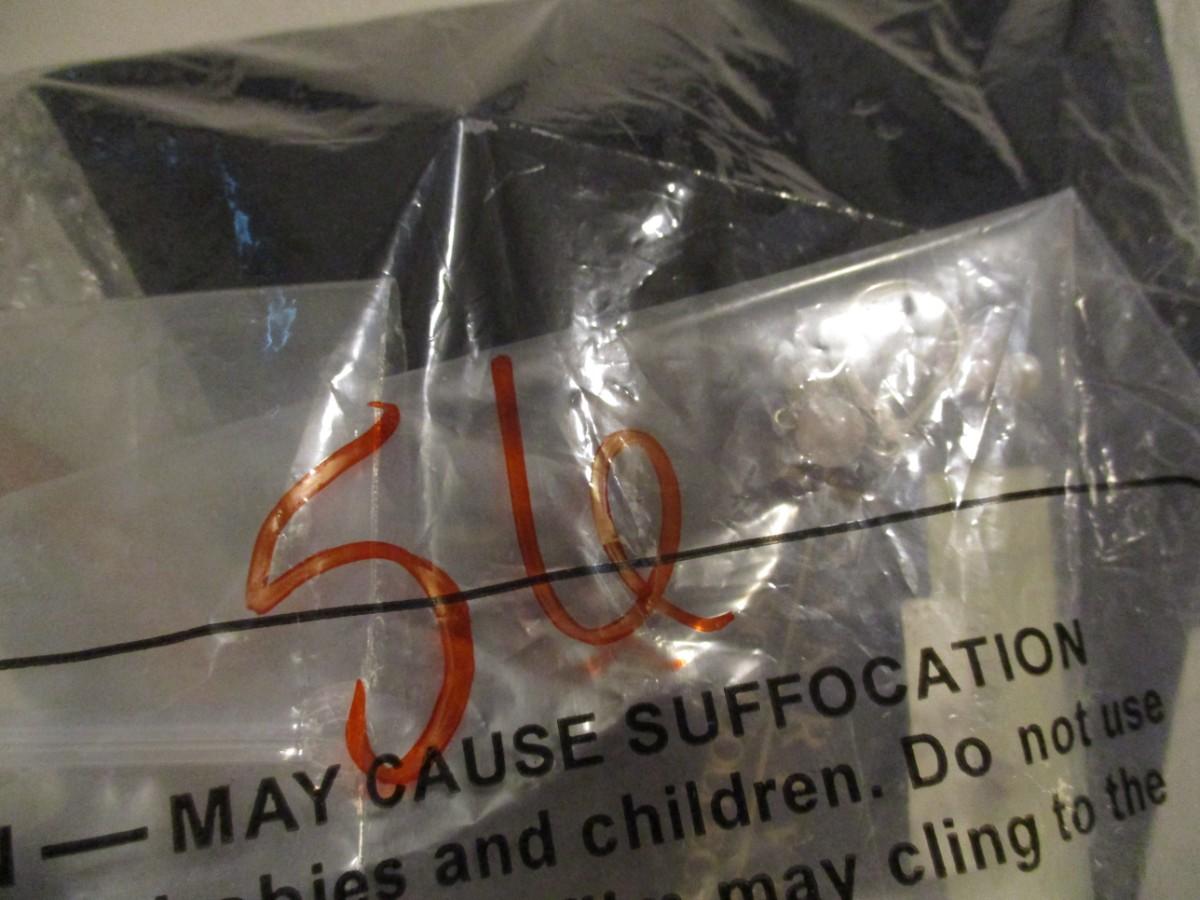 56
— MAY CAUSE SUFFOCATION
babies and children. Do not use
may cling to the